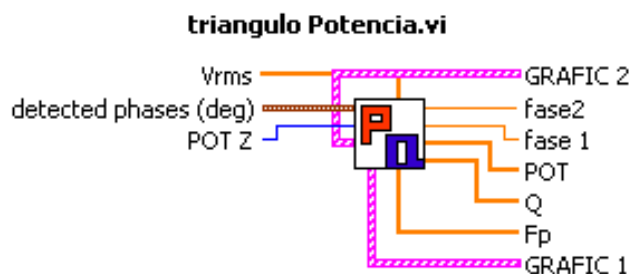 triangulo Potencia.vi
Vrms
GRAFIC 2
detected phases (deg)
fase2
POT Z
fase 1
P
Q
POT
Q
Fp
GRAFIC 1